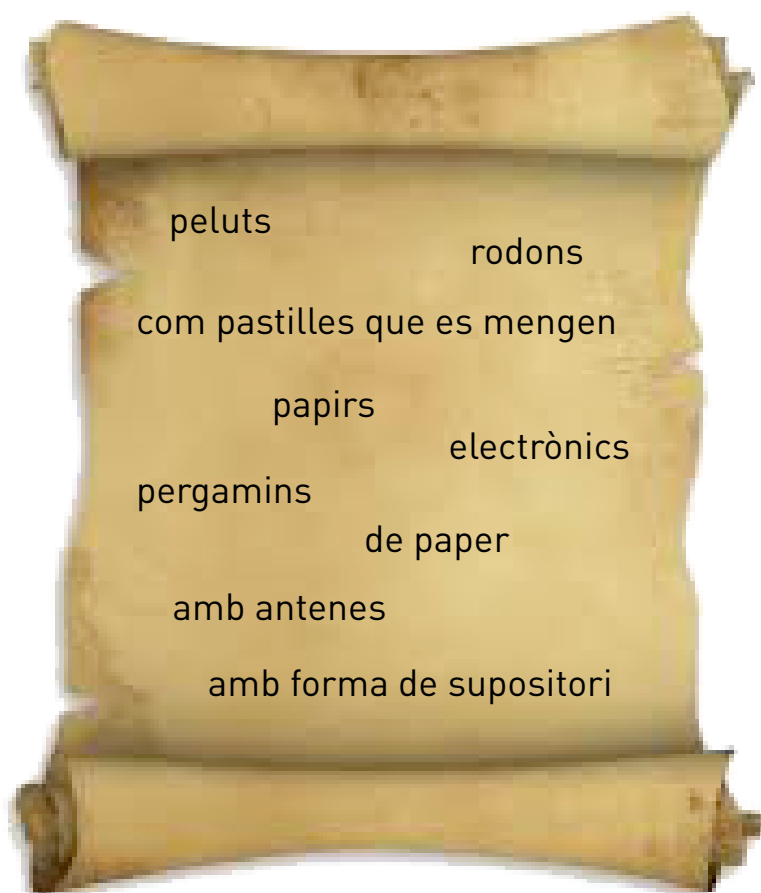 peluts
rodons
com pastilles que es mengen
papirs
electrònics
pergamins
de paper
amb antenes
amb forma de supositori